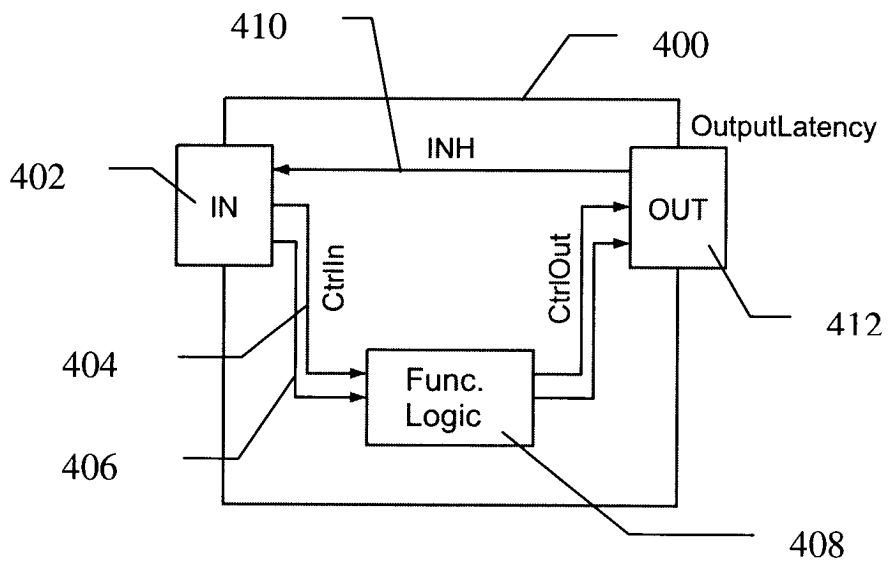 410
400
OutputLatency
INH
402
IN
OUT
CtrlIn
CtrlOut
412
404
Func.
Logic
406
408